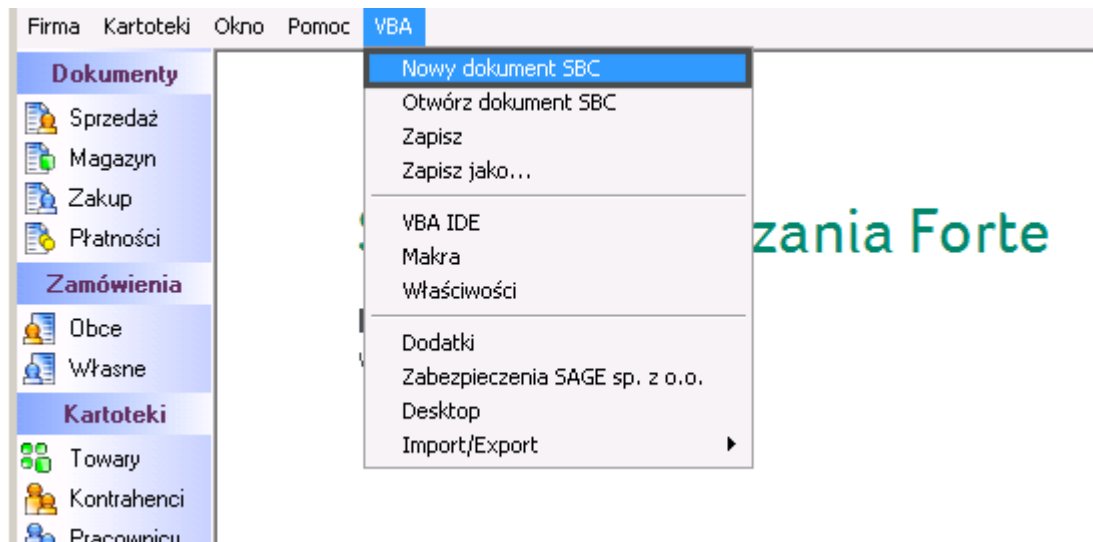 Firma Kartoteki Okno Pomoc VBA
Dokumenty
Sprzedaż
Magazyn
Zakup
Płatności
Zamówienia
Obce
Własne
Kartoteki
Towary
Kontrahenci
Pracownicy
Nowy dokument SBC
Otwórz dokument SBC
Zapisz
Zapisz jako...
VBA IDE
Makra
Właściwości
Dodatki
Zabezpieczenia SAGE sp. z o.o.
Desktop
Import/Export
zania Forte